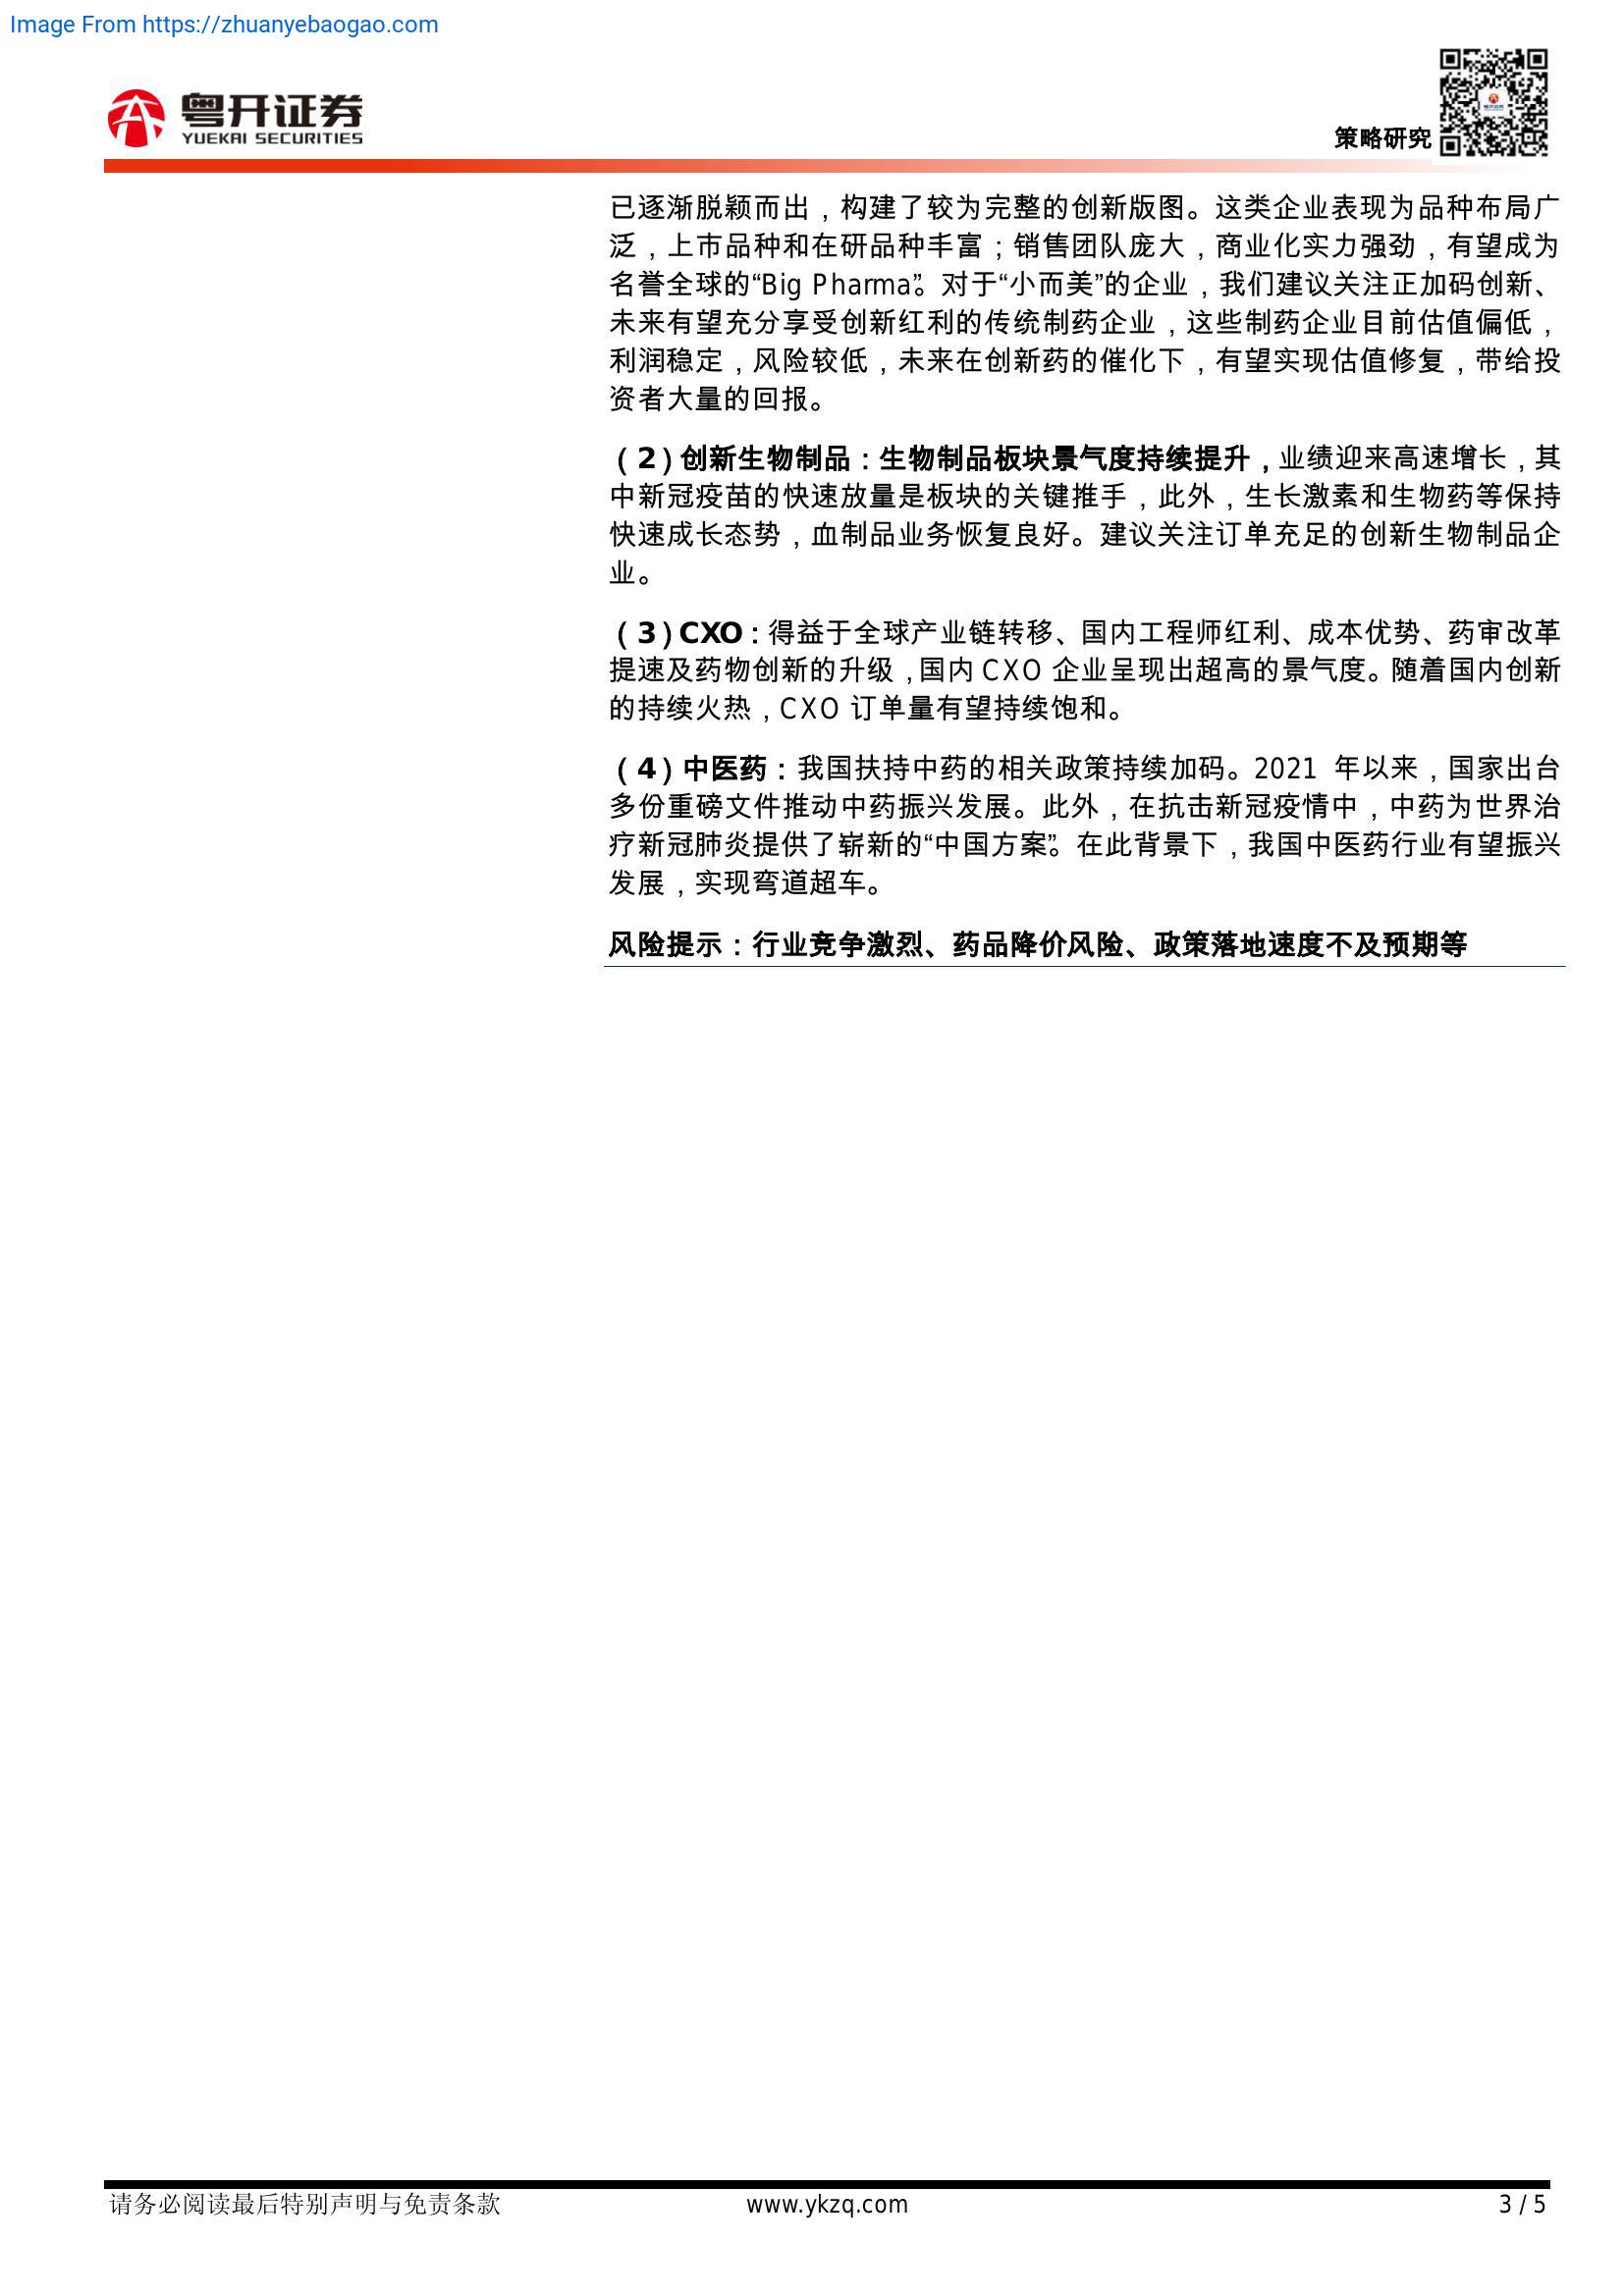 Image From https://zhuanyebaogao.com
粤开证券
YUEKAI SECURITIES
策略研究
已逐渐脱颖而出，构建了较为完整的创新版图。这类企业表现为品种布局广
泛，上市品种和在研品种丰富；销售团队庞大，商业化实力强劲，有望成为
名誉全球的“Big Pharma”。对于“小而美”的企业，我们建议关注正加码创新、
未来有望充分享受创新红利的传统制药企业，这些制药企业目前估值偏低，
利润稳定，风险较低，未来在创新药的催化下，有望实现估值修复，带给投
资者大量的回报。
（2）创新生物制品：生物制品板块景气度持续提升，业绩迎来高速增长，其
中新冠疫苗的快速放量是板块的关键推手，此外，生长激素和生物药等保持
快速成长态势，血制品业务恢复良好。建议关注订单充足的创新生物制品企
业。
（3）CXO：得益于全球产业链转移、国内工程师红利、成本优势、药审改革
提速及药物创新的升级，国内 CXO 企业呈现出超高的景气度。随着国内创新
的持续火热，CXO 订单量有望持续饱和。
（4）中医药：我国扶持中药的相关政策持续加码。2021 年以来，国家出台
多份重磅文件推动中药振兴发展。此外，在抗击新冠疫情中，中药为世界治
疗新冠肺炎提供了崭新的“中国方案”。在此背景下，我国中医药行业有望振兴
发展，实现弯道超车。
风险提示：行业竞争激烈、药品降价风险、政策落地速度不及预期等
请务必阅读最后特别声明与免责条款
www.ykzq.com
3 / 5